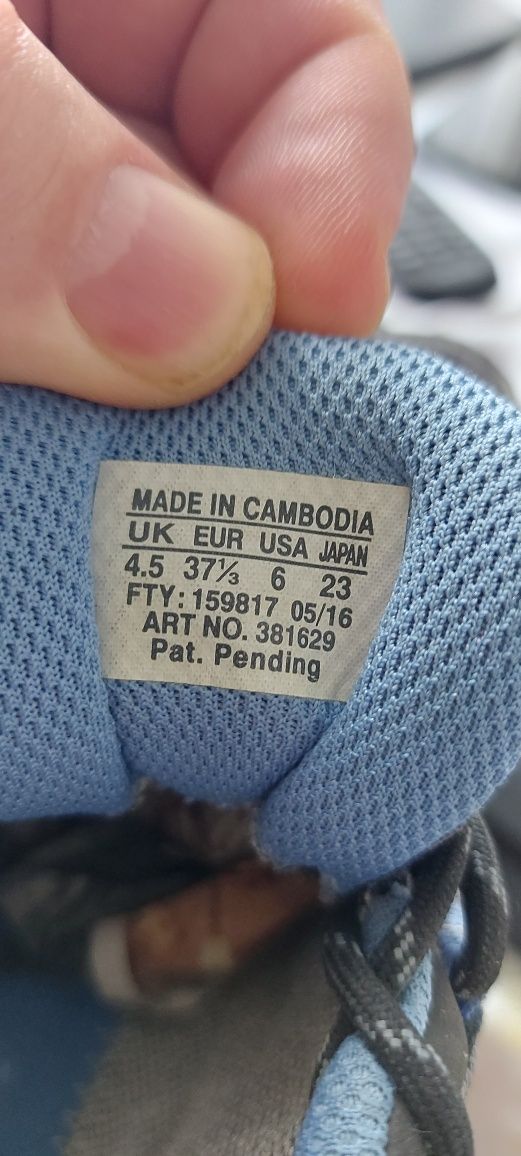 MADE IN CAMBODIA
UK EUR USA JAPAN
4.5 37⅓ 6 23
FTY: 159817 05/16
ART NO. 381629
Pat. Pending